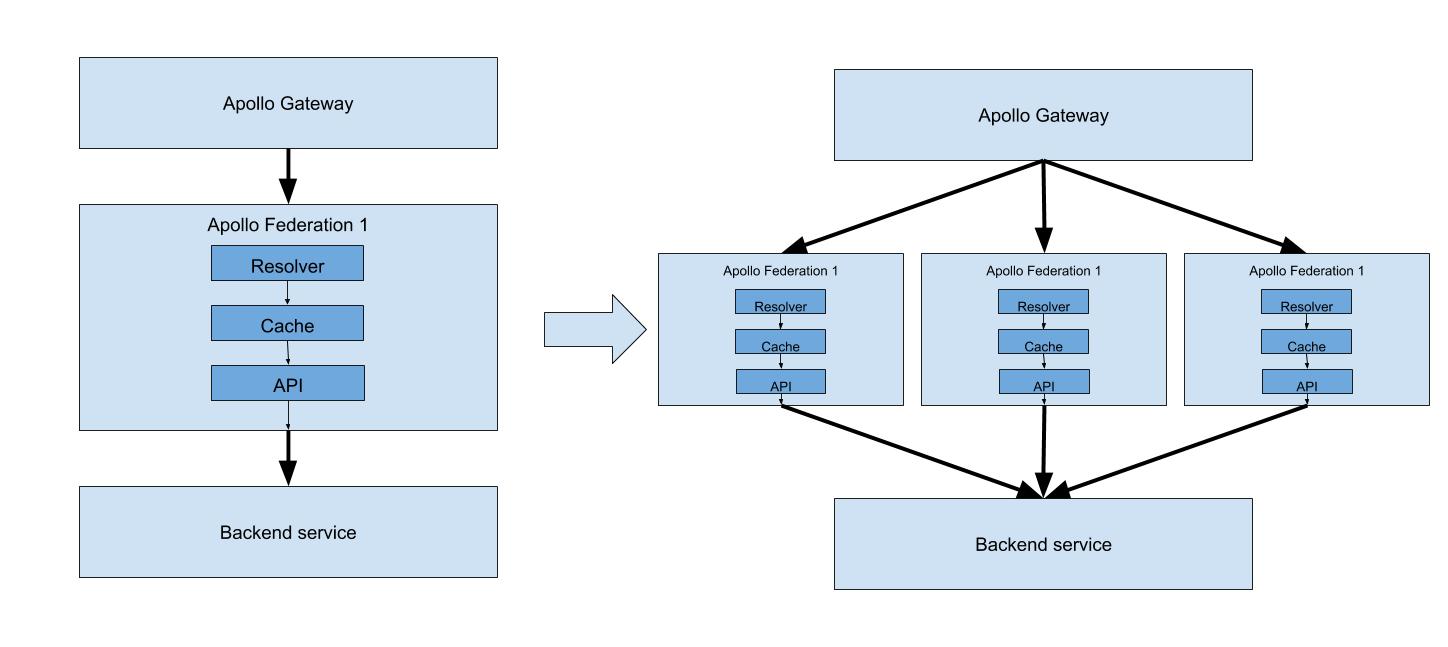 Apollo Gateway
Apollo Federation 1
Resolver
Cache
API
Backend service
Apollo Gateway
Apollo Federation 1
Resolver
Cache
API
Apollo Federation 1
Resolver
Cache
API
Apollo Federation 1
Resolver
Cache
API
Backend service